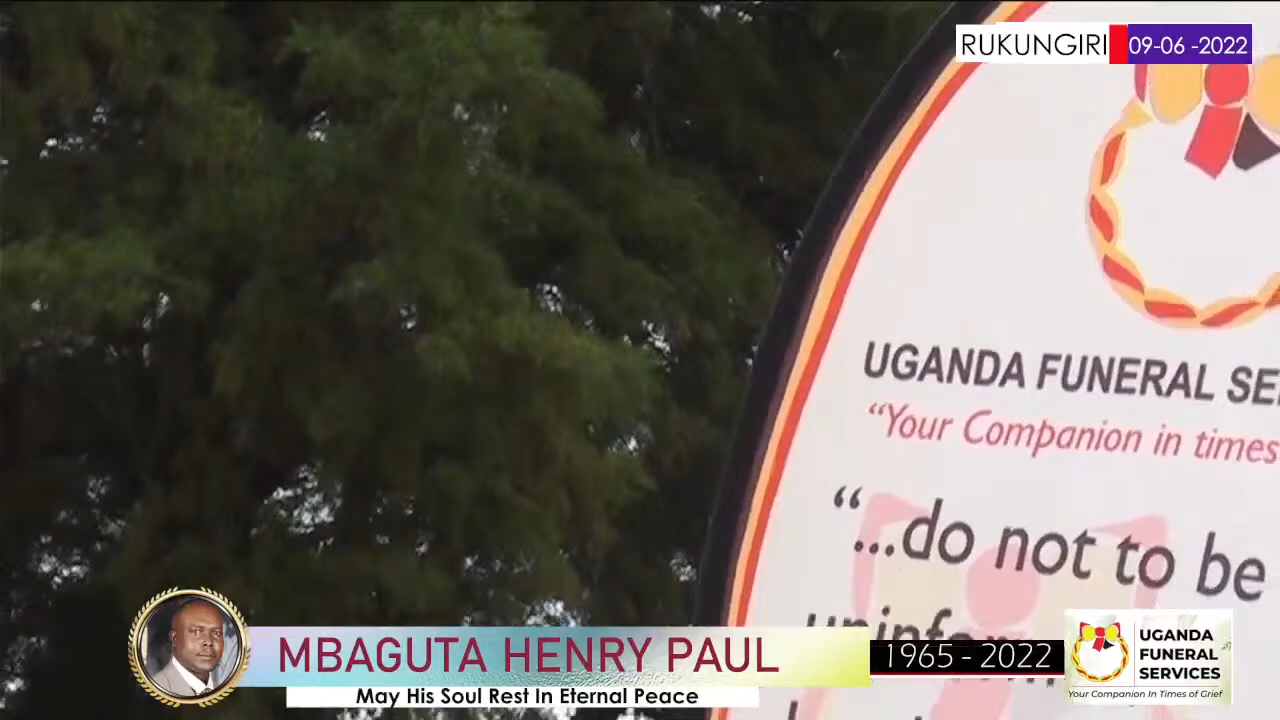 RUKUNGIRI 09-06 -2022
UGANDA FUNERAL
"Your Companion in times
"...do not to be
MBAGUTA HENRY PAUL
May His Soul Rest In Eternal Peace
1965 - 2022
UGANDA
FUNERAL
SERVICES
Your Companion In Times of Grief